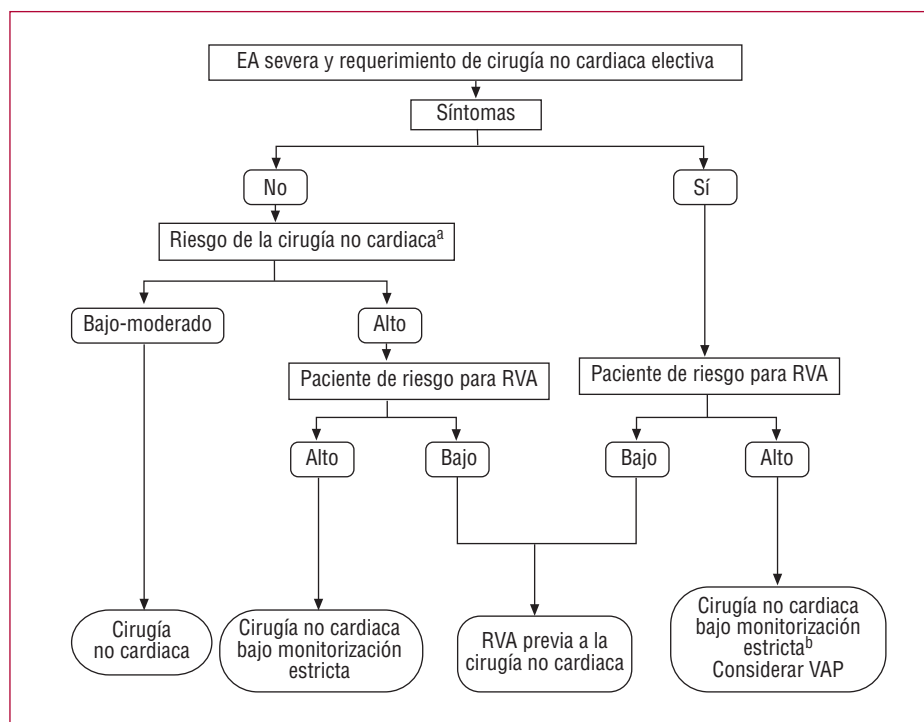 EA severa y requerimiento de cirugía no cardiaca electiva
Síntomas
No
Sí
Riesgo de la cirugía no cardiacaª
Bajo-moderado
Alto
Paciente de riesgo para RVA
Paciente de riesgo para RVA
Alto
Bajo
Bajo
Alto
Cirugía
no cardiaca
Cirugía no cardiaca
bajo monitorización
estricta
RVA previa a la
cirugía no cardiaca
Cirugía no cardiaca
bajo monitorización
estrictaᵇ
Considerar VAP